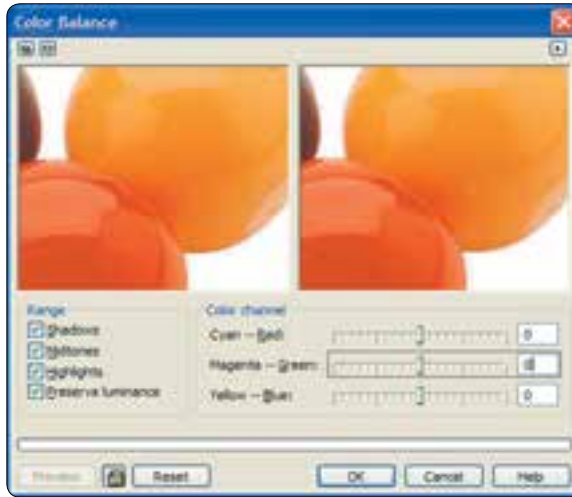 Color Balance
Range
Shadows
Midtones
Highlights
Preserve luminance
Color channel
Cyan -- Red: 0
Magenta -- Green: 0
Yellow -- Blue: 0
Preview Reset OK Cancel Help